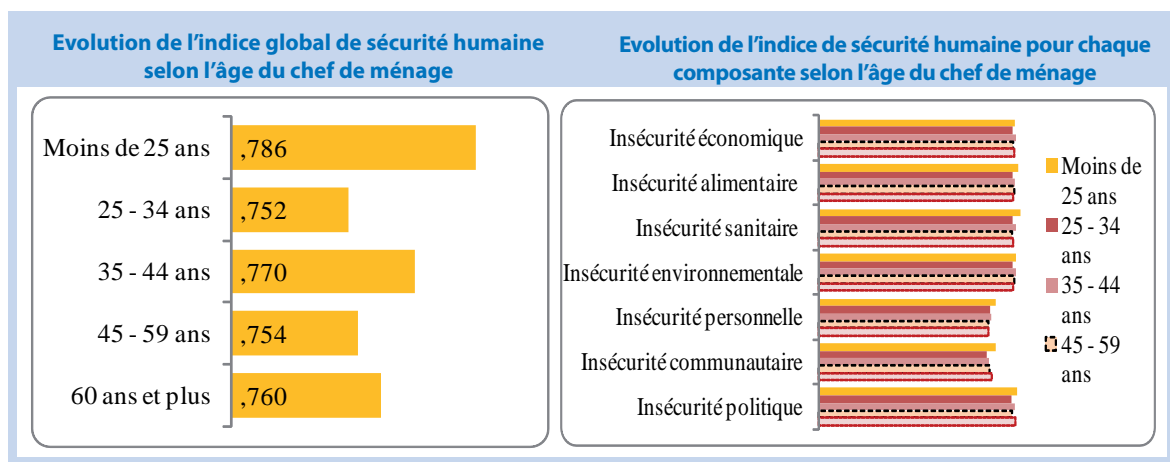 Evolution de l’indice global de sécurité humaine
selon l’âge du chef de ménage
Moins de 25 ans
,786
25 - 34 ans
,752
35 - 44 ans
,770
45 - 59 ans
,754
60 ans et plus
,760
Evolution de l’indice de sécurité humaine pour chaque
composante selon l’âge du chef de ménage
Insécurité économique
Insécurité alimentaire
Insécurité sanitaire
Insécurité environnementale
Insécurité personnelle
Insécurité communautaire
Insécurité politique
Moins de
25 ans
25 - 34
ans
35 - 44
ans
45 - 59
ans